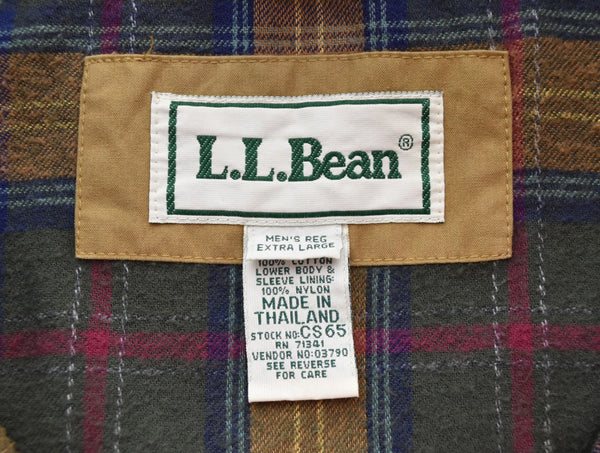 L.L.Bean®
MEN'S REG
EXTRA LARGE
100% COTTON
LOWER BODY &
SLEEVE LINING:
100% NYLON
MADE IN
THAILAND
STOCK NO: CS65
RN 71341
VENDOR NO: 03790
SEE REVERSE
FOR CARE